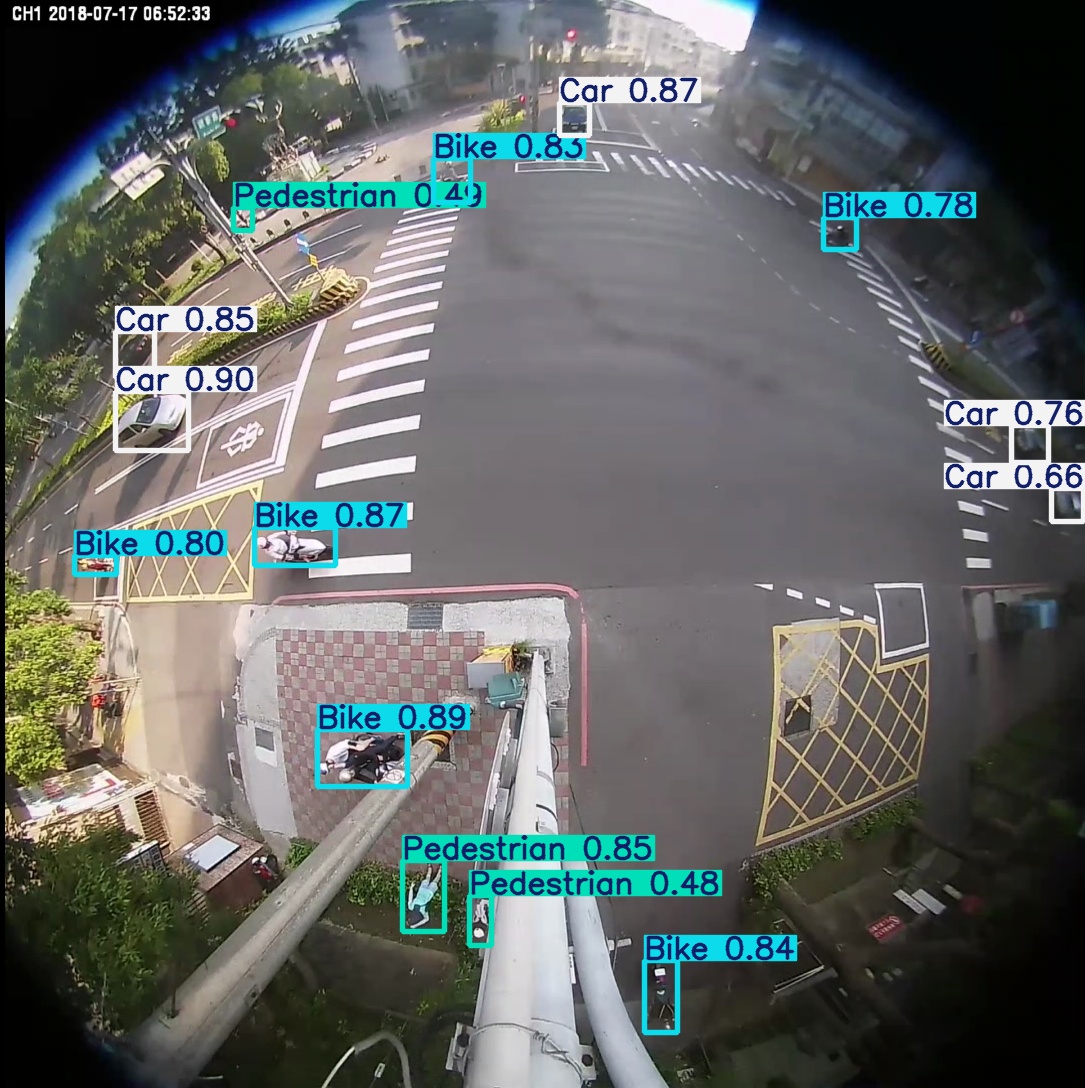 CH1 2018-07-17 06:52:33
Car 0.87
Bike 0.83
Pedestrian 0.49
Bike 0.78
Car 0.85
Car 0.90
Car 0.76
Car 0.66
Bike 0.87
Bike 0.80
Bike 0.89
Pedestrian 0.85
Pedestrian 0.48
Bike 0.84